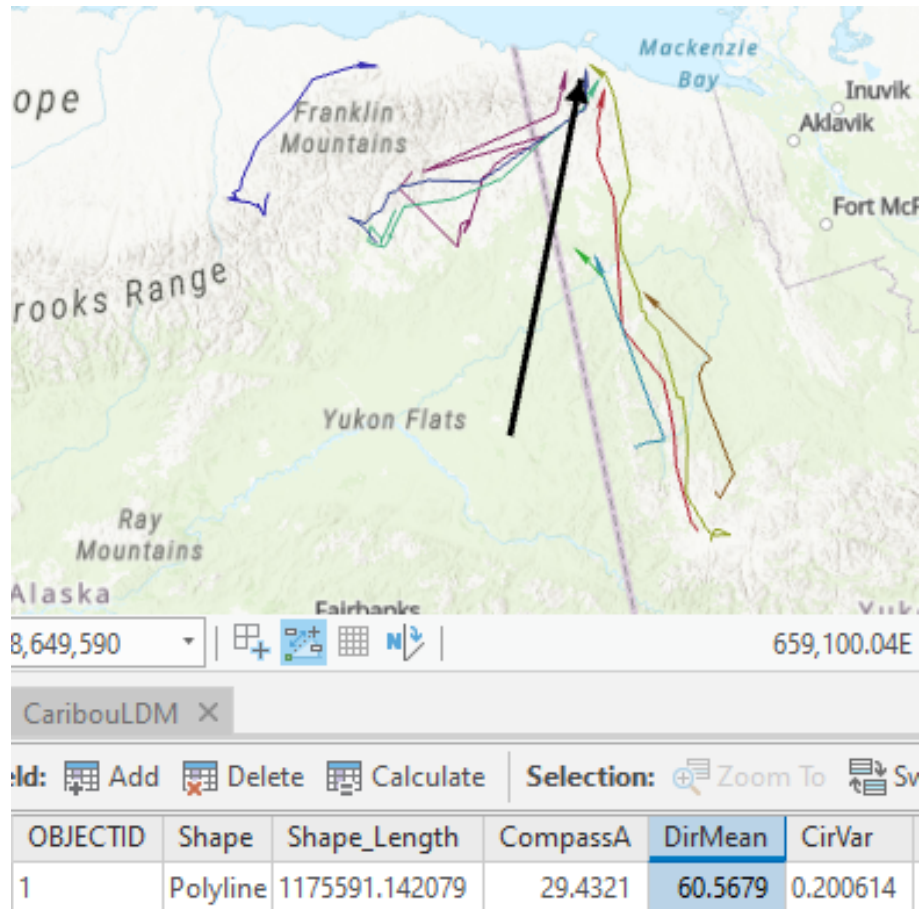 Mackenzie
Bay
ope
Franklin
Mountains
Inuvik
Aklavik
Fort McP
rooks Range
Yukon Flats
Ray
Mountains
Alaska
Fairbanks
Yuk
8,649,590
N
659,100.04E
CaribouLDM
ld: Add Delete Calculate Selection: Zoom To Sw
OBJECTID Shape Shape_Length CompassA DirMean CirVar
1 Polyline 1175591.142079 29.4321 60.5679 0.200614